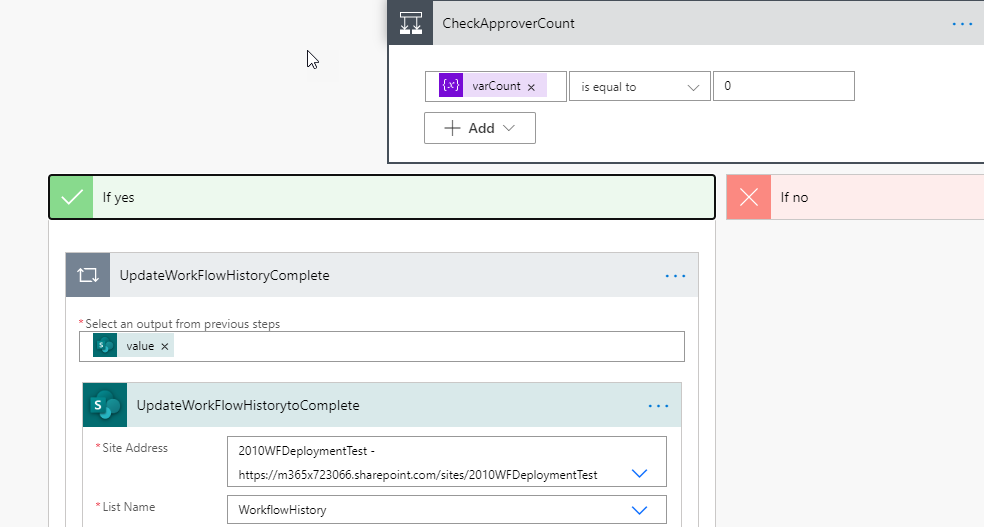 CheckApproverCount
{x} varCount × is equal to 0
Add
If yes
If no
UpdateWorkFlowHistoryComplete
*Select an output from previous steps
S value ×
S UpdateWorkFlowHistorytoComplete
*Site Address
2010WFDeploymentTest -
https://m365x723066.sharepoint.com/sites/2010WFDeploymentTest
*List Name
WorkflowHistory